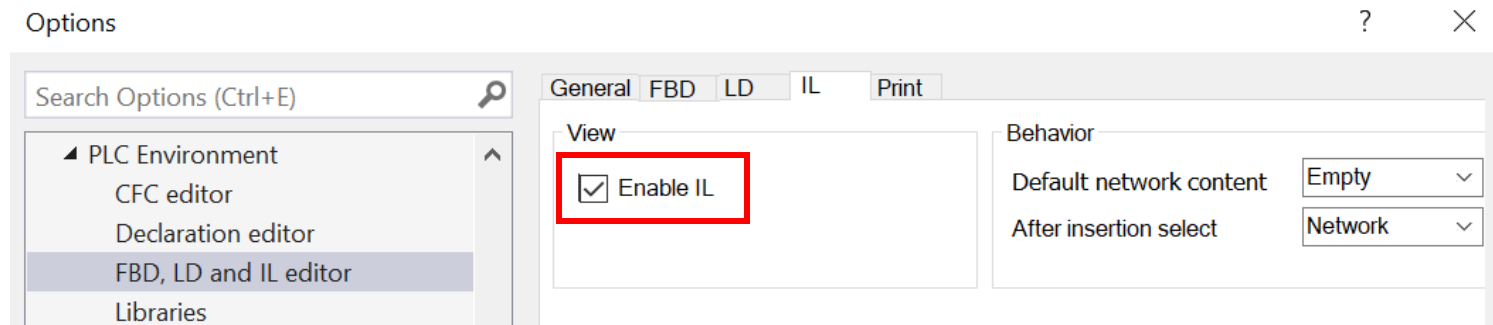 Options ?
Search Options (Ctrl+E)
PLC Environment
CFC editor
Declaration editor
FBD, LD and IL editor
Libraries
General FBD LD IL Print
View
Enable IL
Behavior
Default network content Empty
After insertion select Network